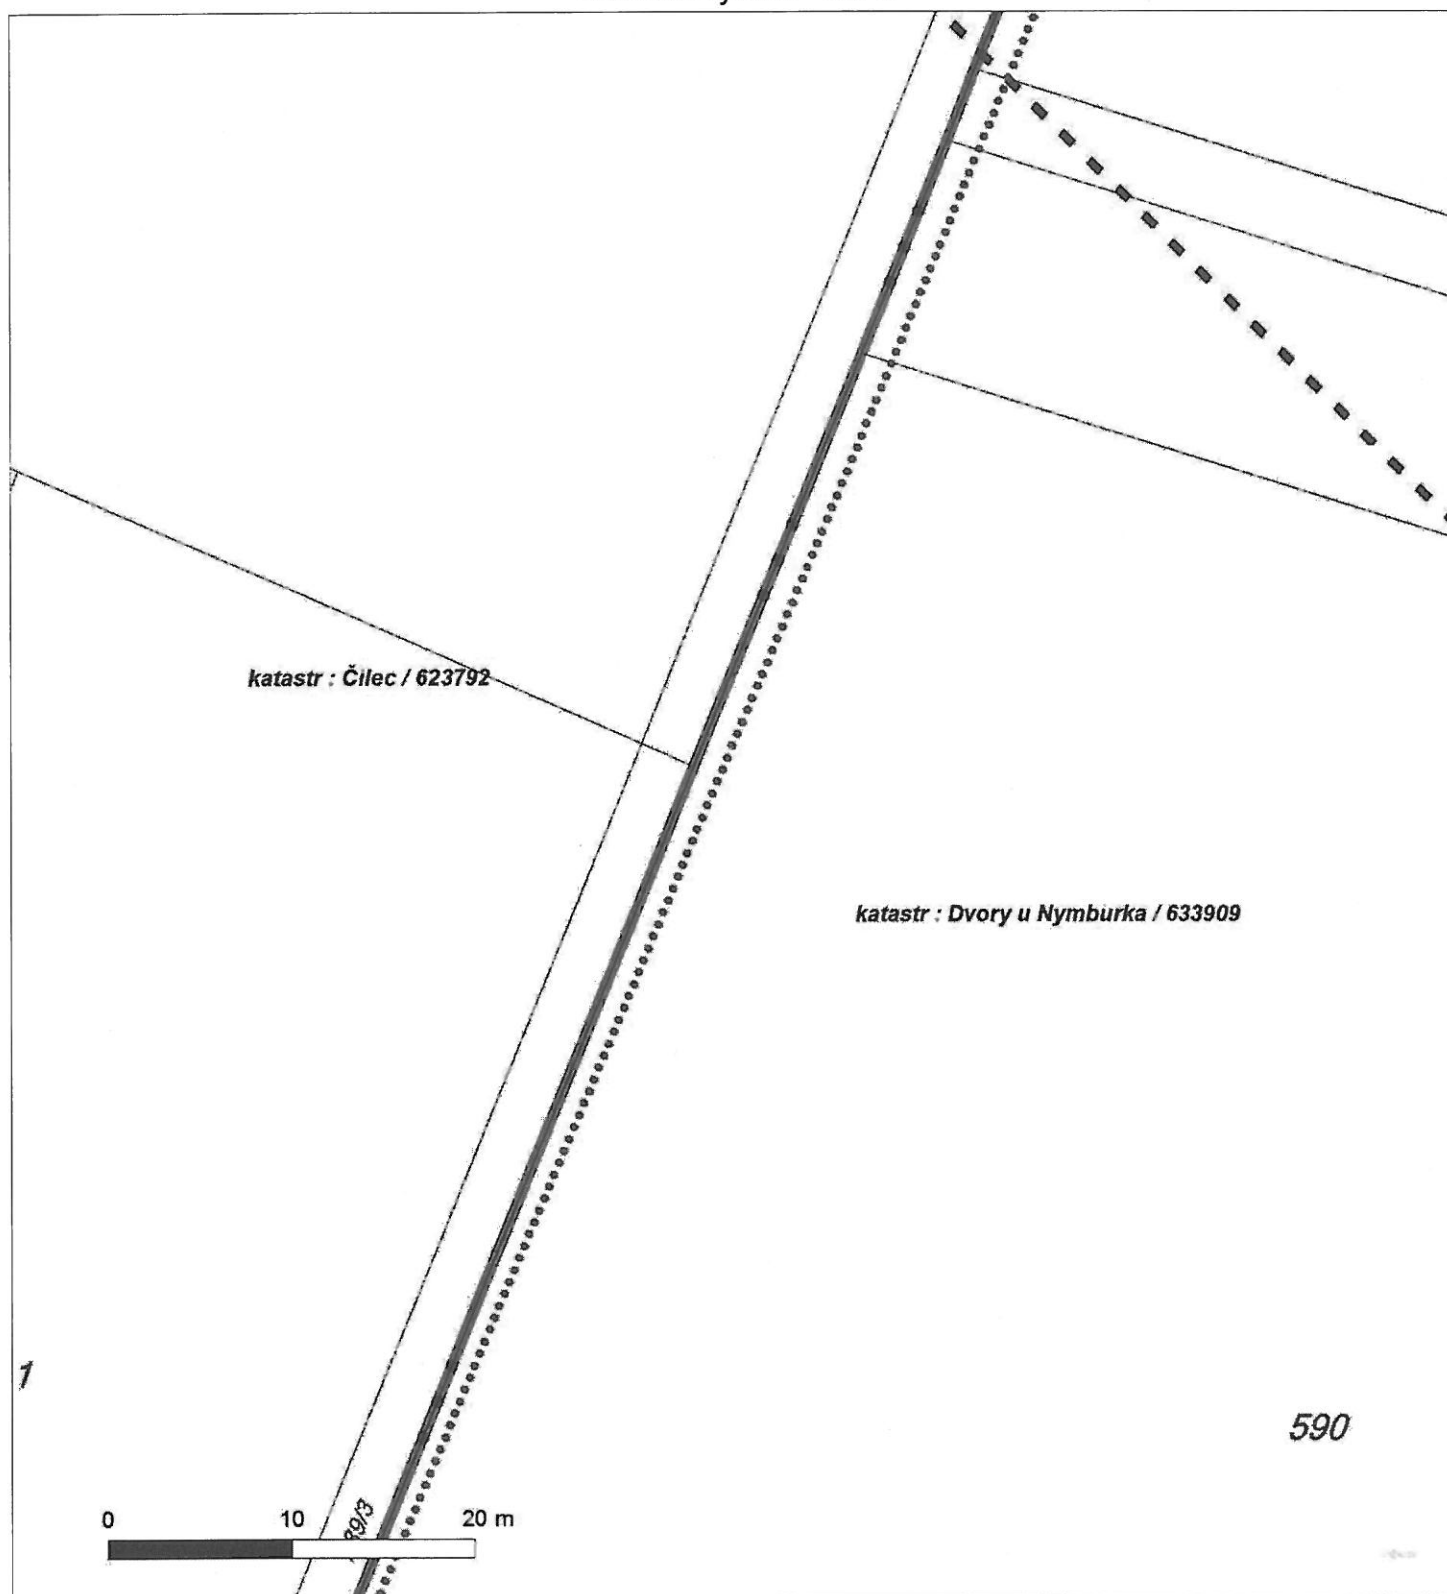 katastr : Čilec / 623792
katastr : Dvory u Nymburka / 633909
1
590
0 10 20 m